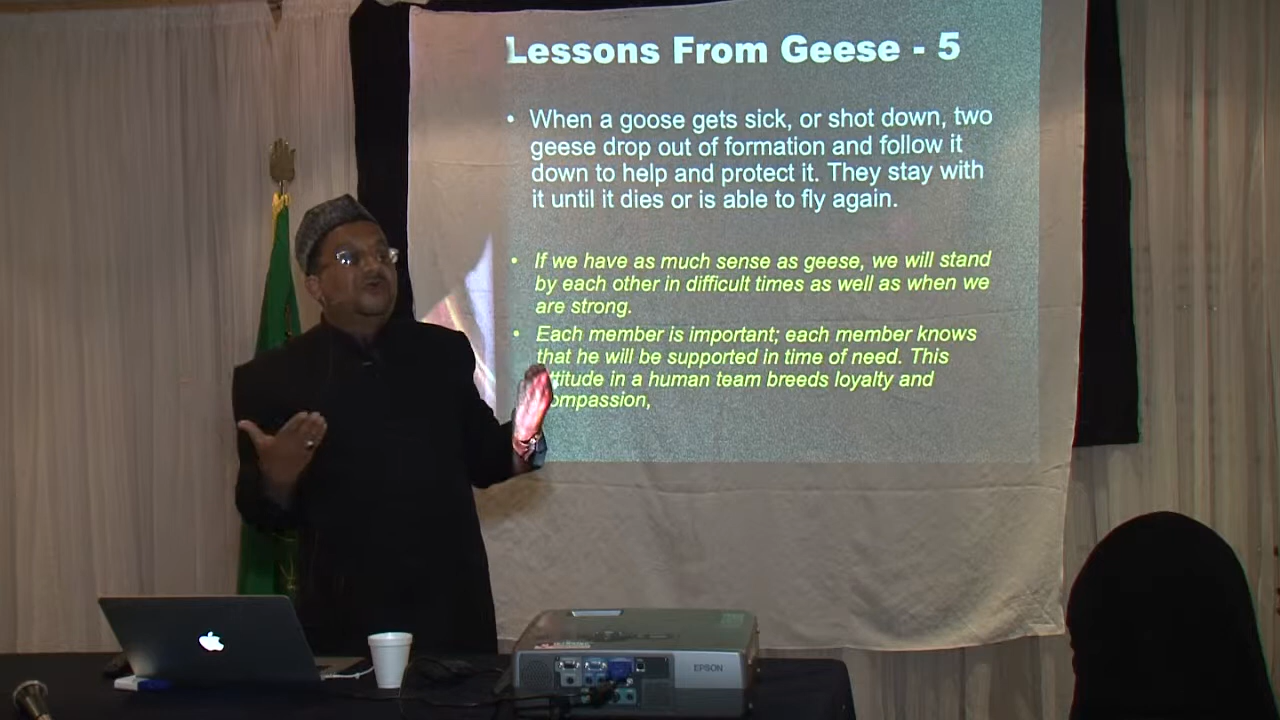 Lessons From Geese - 5
• When a goose gets sick, or shot down, two
geese drop out of formation and follow it
down to help and protect it. They stay with
it until it dies or is able to fly again.
• If we have as much sense as geese, we will stand
by each other in difficult times as well as when we
are strong.
• Each member is important; each member knows
that he will be supported in time of need. This
ttitude in a human team breeds loyalty and
ompassion,
EPSON